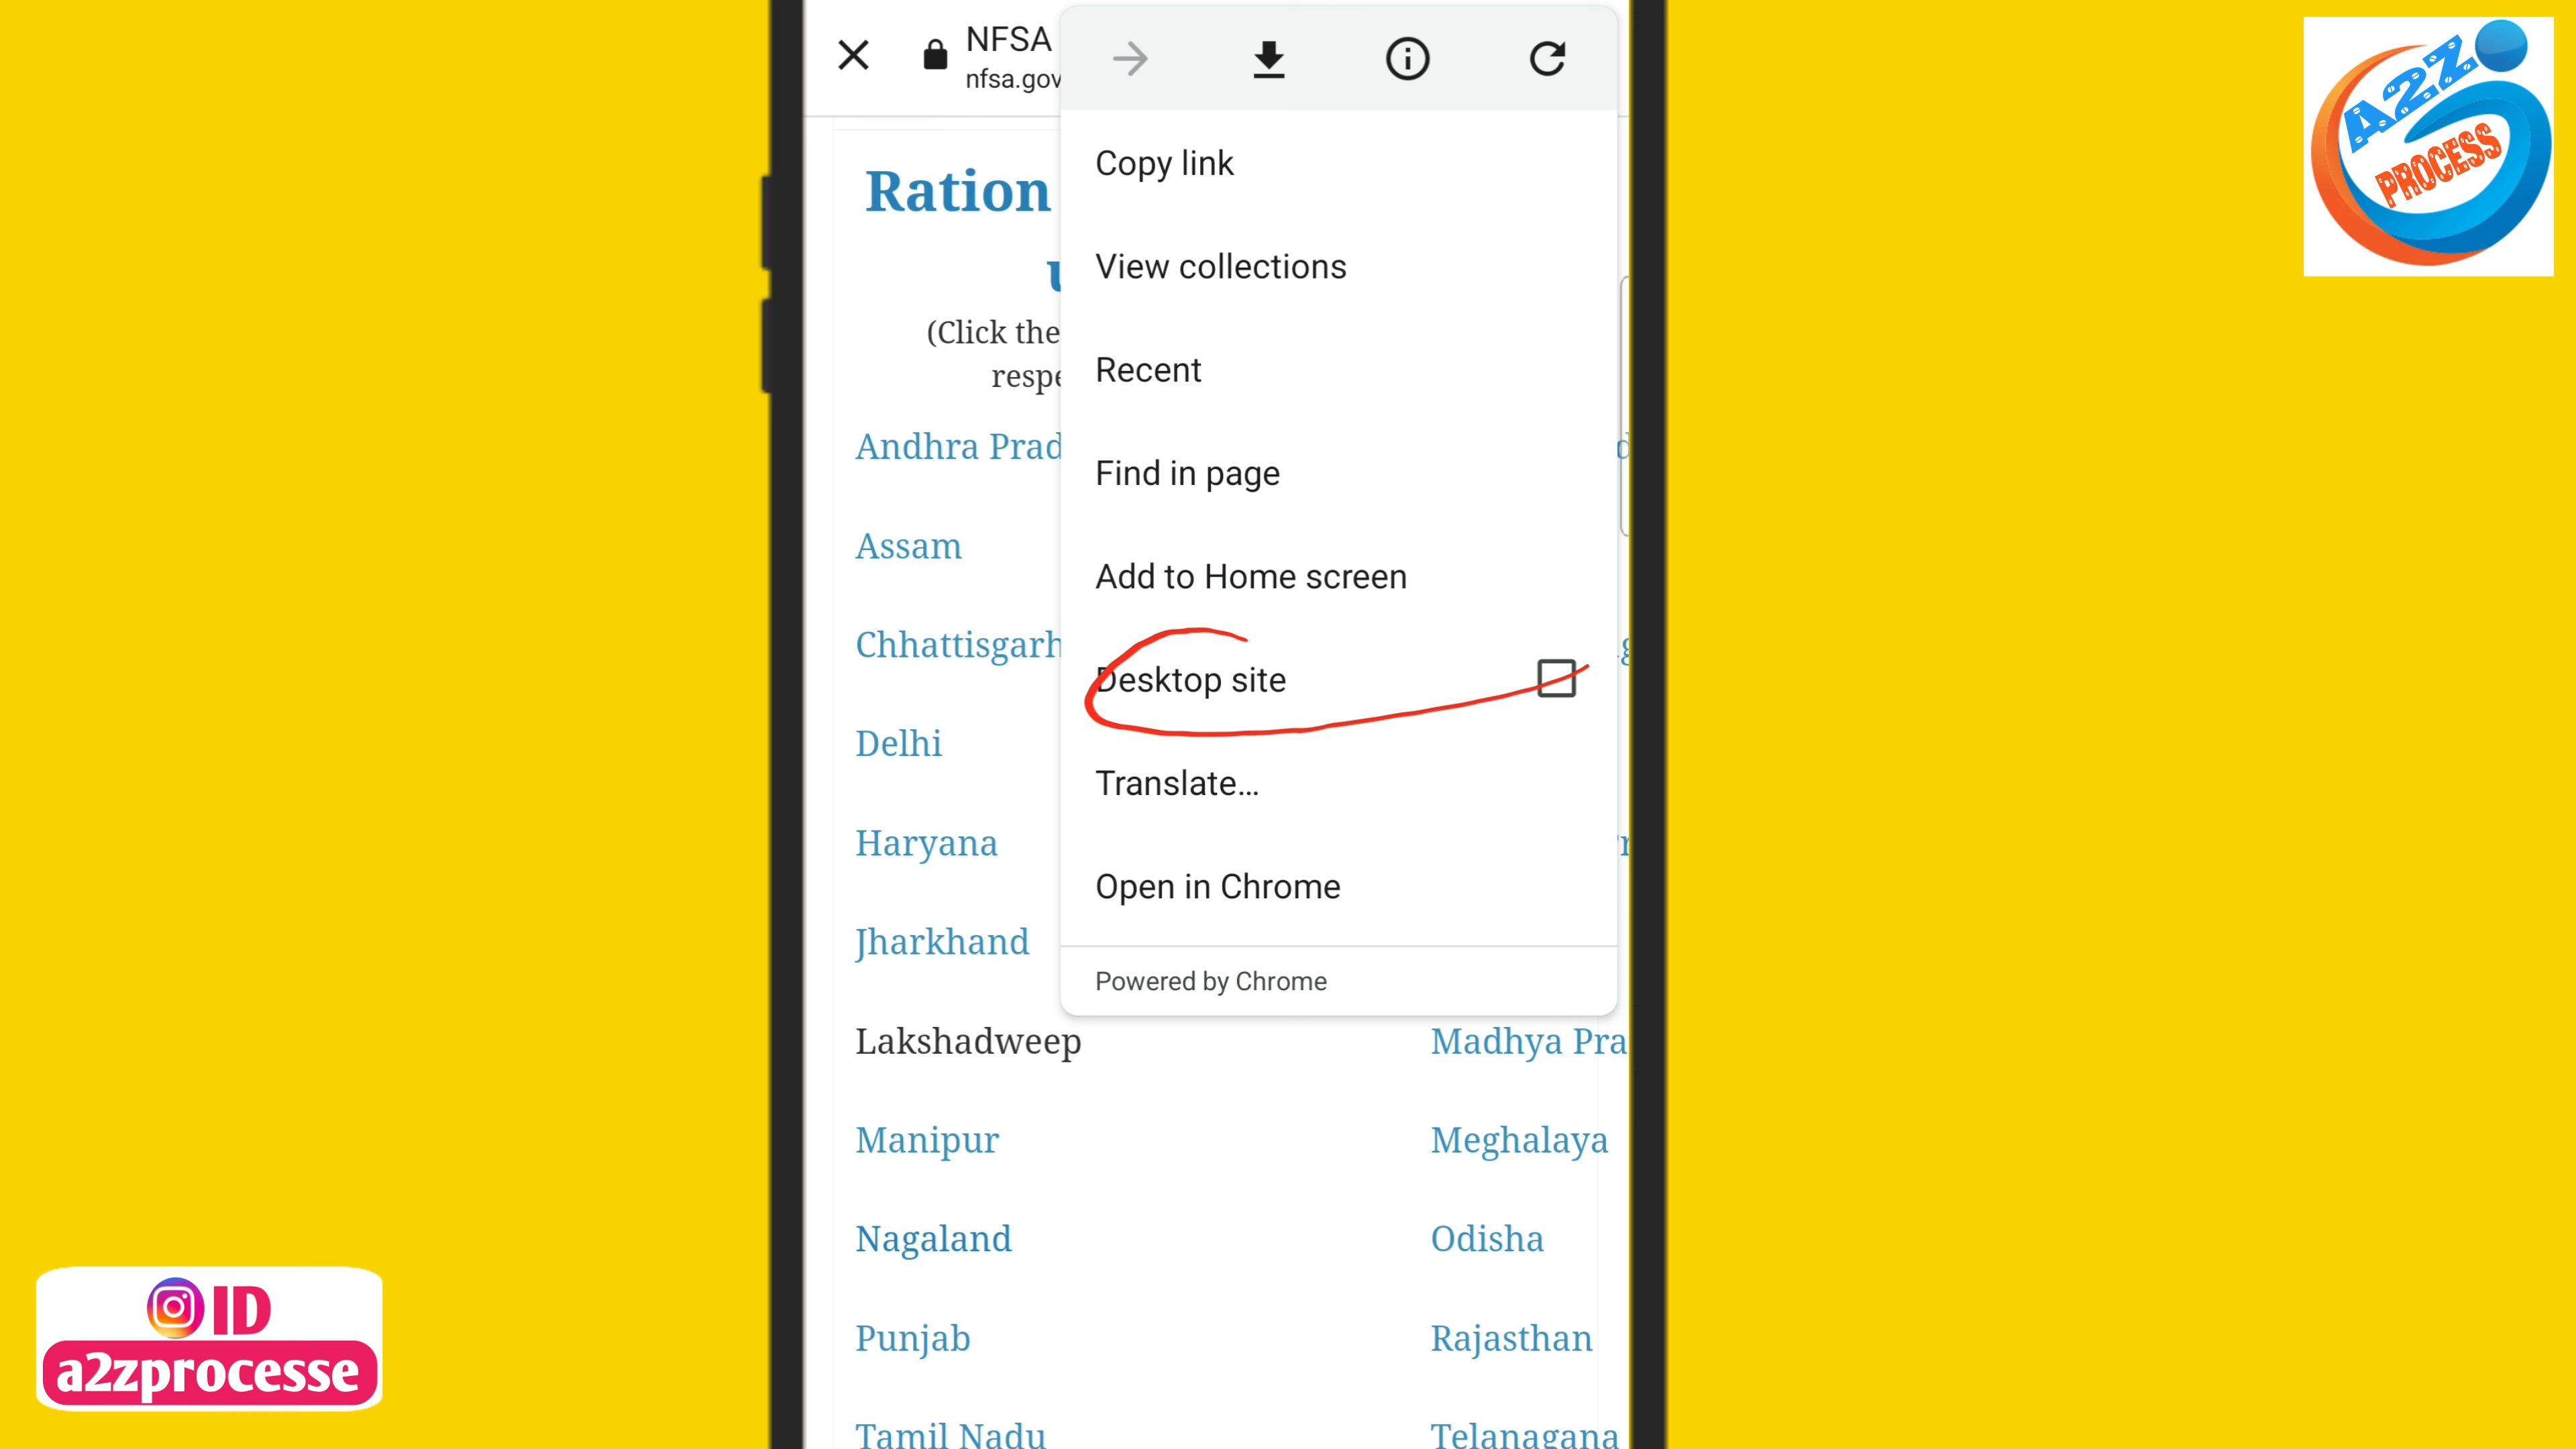 NFSA
nfsa.gov
Ration
(Click the
Andhra Prad
Assam
Chhattisgarh
Delhi
Haryana
Jharkhand
Lakshadweep
Madhya Pra
Manipur
Meghalaya
Nagaland
Odisha
Punjab
Rajasthan
Tamil Nadu
Telanagana
Copy link
View collections
Recent
Find in page
Add to Home screen
Desktop site
Translate...
Open in Chrome
Powered by Chrome
A2Z
PROCESS
ID
a2zprocesse